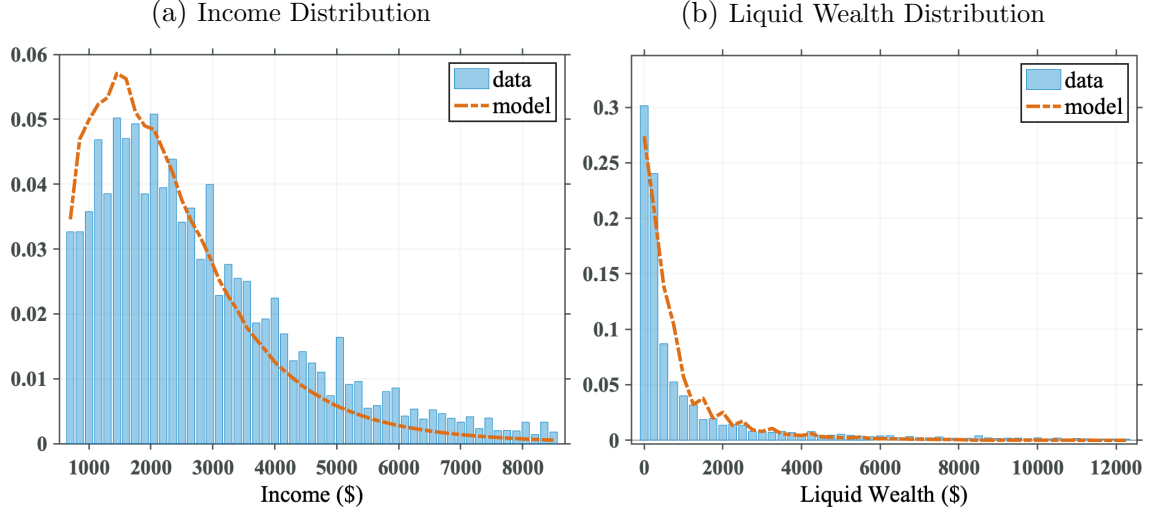 (a) Income Distribution
0.06
0.05
0.04
0.03
0.02
0.01
0
data
model
1000 2000 3000 4000 5000 6000 7000 8000
Income ($)
(b) Liquid Wealth Distribution
0.3
0.25
0.2
0.15
0.1
0.05
0
data
model
0 2000 4000 6000 8000 10000 12000
Liquid Wealth ($)